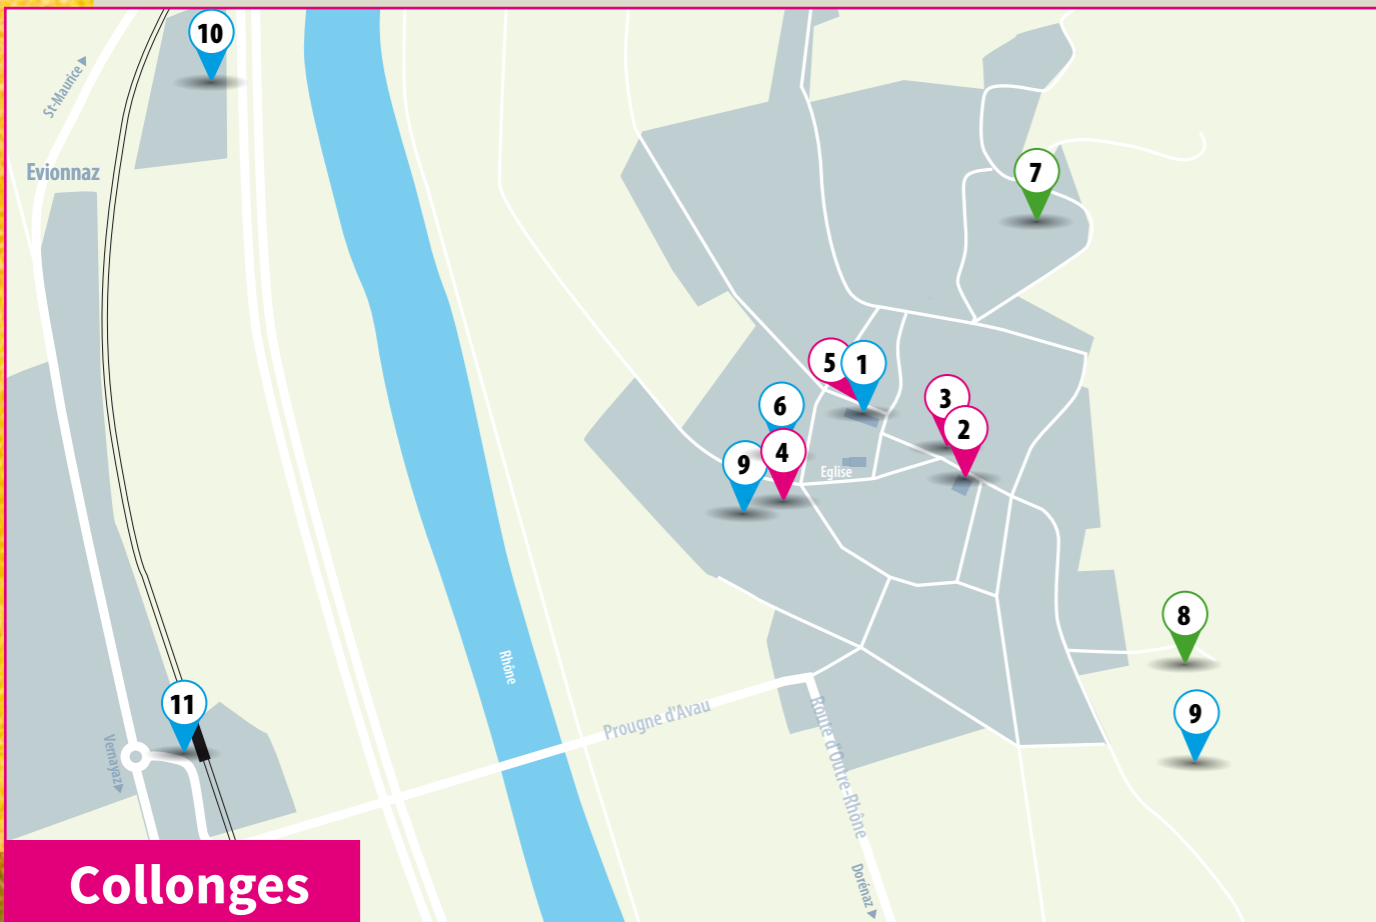 10
St-Maurice
Evionnaz
7
5
1
6
3
2
4
9
Eglise
8
Rhône
11
9
Prougne d'Avau
Vernayaz
Route d'Outre-Rhône
Dorénaz
Collonges